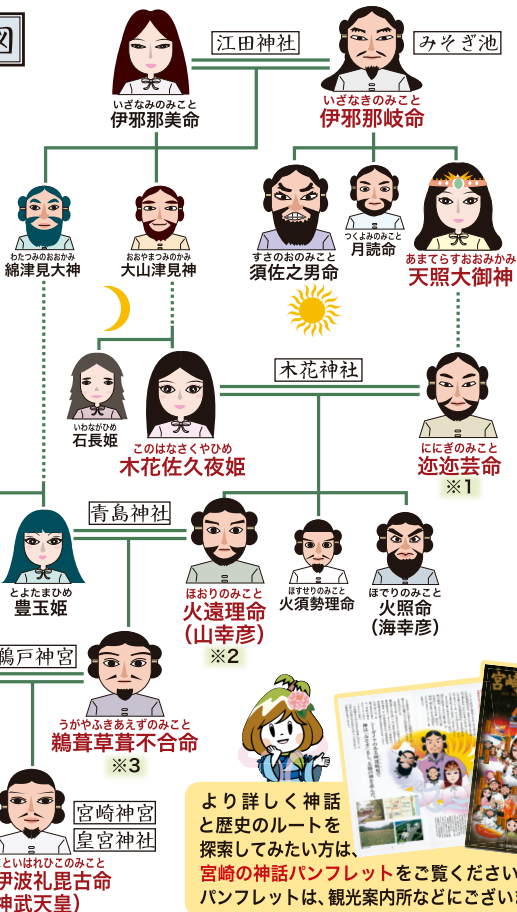 図
江田神社
みそぎ池
いざなみのみこと
伊邪那美命
いざなきのみこと
伊邪那岐命
わたつみのおおかみ
綿津見大神
おおやまつみのかみ
大山津見神
すさのおのみこと
須佐之男命
つくよみのみこと
月読命
あまてらすおおみかみ
天照大御神
木花神社
いわながひめ
石長姫
このはなさくやひめ
木花佐久夜姫
ににぎのみこと
迩迩芸命
※1
青島神社
とよたまひめ
豊玉姫
ほおりのみこと
火遠理命
（山幸彦）
※2
ほすせりのみこと
火須勢理命
ほでりのみこと
火照命
（海幸彦）
鵜戸神宮
うがやふきあえずのみこと
鵜葺草葺不合命
※3
宮崎神宮
皇宮神社
といはれひこのみこと
伊波礼毘古命
神武天皇）
より詳しく神話
と歴史のルートを
探索してみたい方は、
宮崎の神話パンフレットをご覧ください
パンフレットは、観光案内所などにござい
宮崎